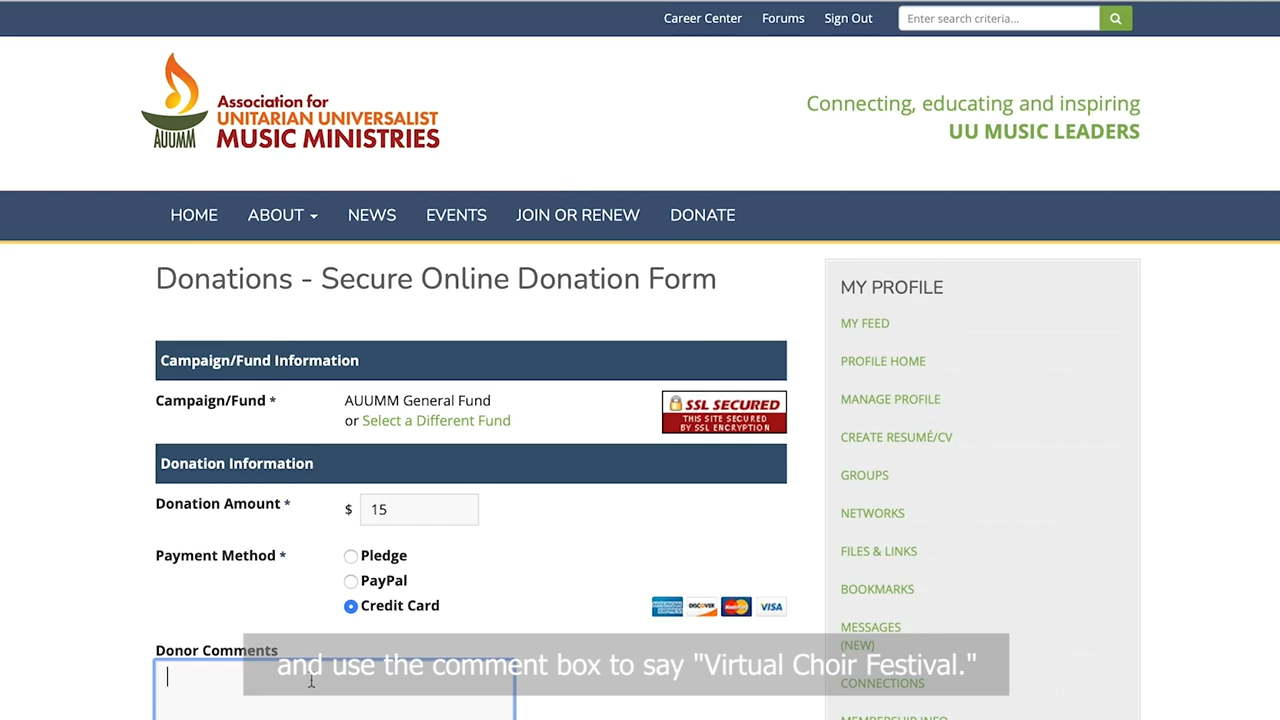 Career Center Forums Sign Out Enter search criteria...
Association for
UNITARIAN UNIVERSALIST
MUSIC MINISTRIES
AUUMM
Connecting, educating and inspiring
UU MUSIC LEADERS
HOME ABOUT NEWS EVENTS JOIN OR RENEW DONATE
Donations - Secure Online Donation Form
Campaign/Fund Information
Campaign/Fund * AUUMM General Fund
or Select a Different Fund
SSL SECURED
THIS SITE SECURED
BY SSL ENCRYPTION
Donation Information
Donation Amount * $ 15
Payment Method * Pledge
PayPal
Credit Card
AMERICAN EXPRESS DISCOVER MasterCard VISA
Donor Comments
and use the comment box to say "Virtual Choir Festival."
MY PROFILE
MY FEED
PROFILE HOME
MANAGE PROFILE
CREATE RESUMÉ/CV
GROUPS
NETWORKS
FILES & LINKS
BOOKMARKS
MESSAGES
(NEW)
CONNECTIONS
MEMBERSHIP INFO